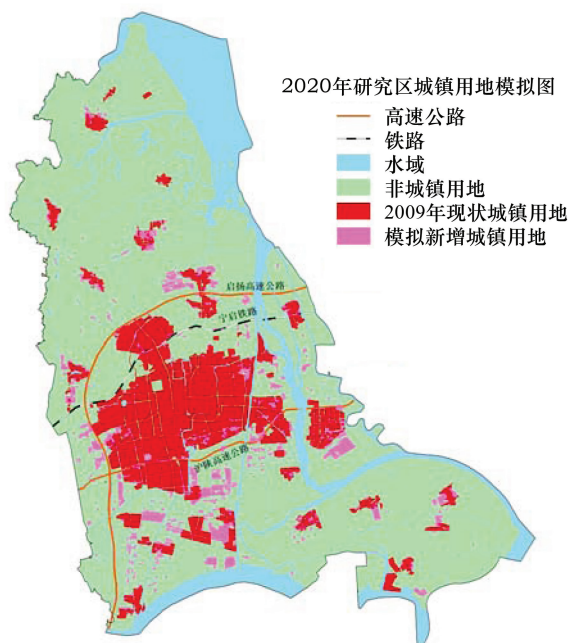 2020年研究区城镇用地模拟图
高速公路
铁路
水域
非城镇用地
2009年现状城镇用地
模拟新增城镇用地
启扬高速公路
宁启铁路
沪陕高速公路